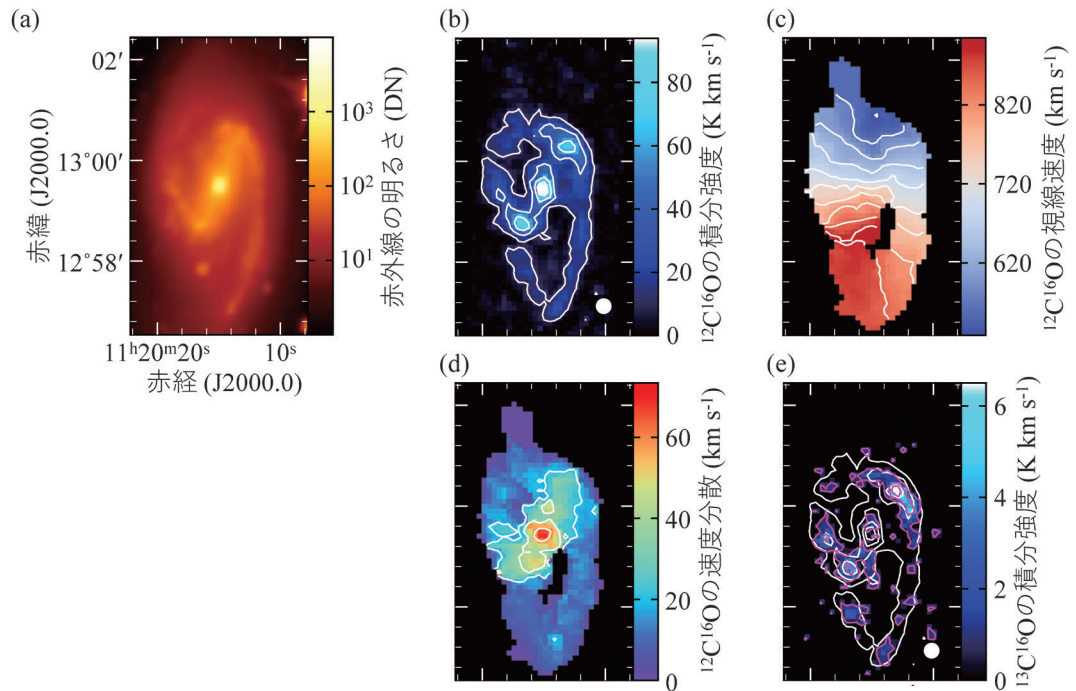 (a)
02′
13°00′
12°58′
赤緯 (J2000.0)
11ʰ20ᵐ20ˢ
10ˢ
赤経 (J2000.0)
10³
10²
10¹
赤外線の明るさ (DN)
(b)
80
60
40
20
0
¹²C¹⁶Oの積分強度 (K km s⁻¹)
(c)
820
720
620
¹²C¹⁶Oの視線速度 (km s⁻¹)
(d)
60
40
20
0
¹²C¹⁶Oの速度分散 (km s⁻¹)
(e)
6
4
2
0
¹³C¹⁶Oの積分強度 (K km s⁻¹)